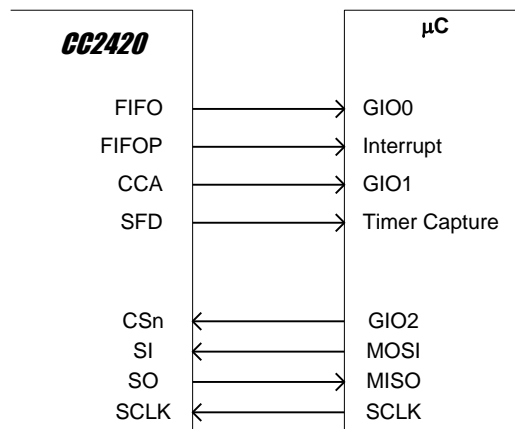 CC2420 μC
FIFO GIO0
FIFOP Interrupt
CCA GIO1
SFD Timer Capture
CSn GIO2
SI MOSI
SO MISO
SCLK SCLK